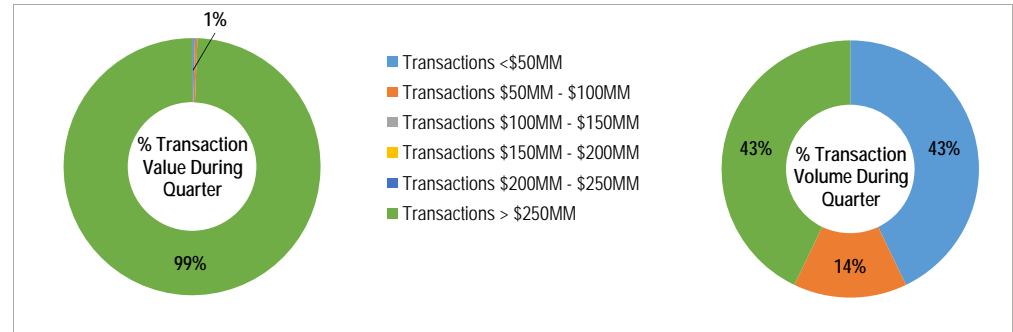 1%
% Transaction
Value During
Quarter
99%
Transactions <$50MM
Transactions $50MM - $100MM
Transactions $100MM - $150MM
Transactions $150MM - $200MM
Transactions $200MM - $250MM
Transactions > $250MM
43%
% Transaction
Volume During
Quarter
43%
14%